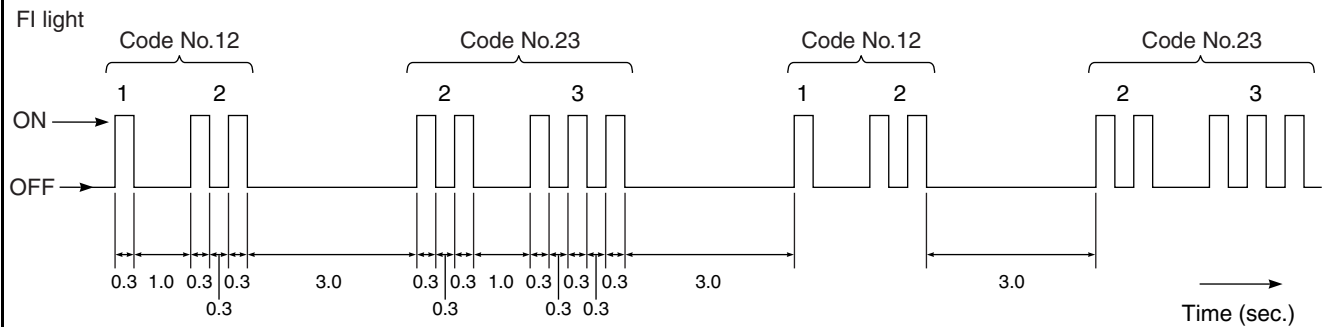 FI light
Code No.12 Code No.23 Code No.12 Code No.23
1 2 2 3 1 2 2 3
ON
OFF
0.3 1.0 0.3 0.3 3.0 0.3 0.3 1.0 0.3 0.3 0.3 3.0 3.0
0.3 0.3 0.3 0.3
Time (sec.)